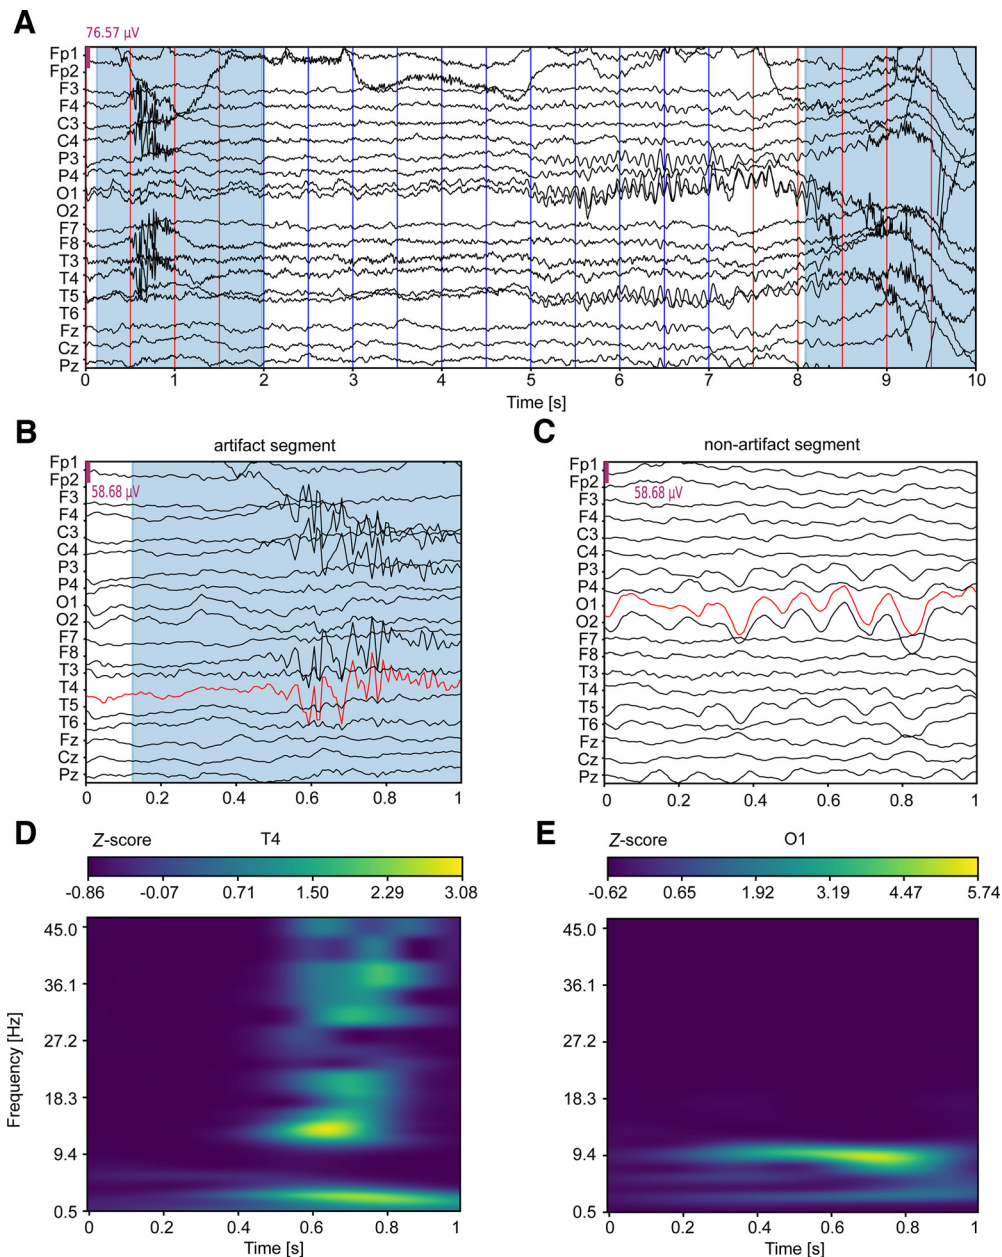 A
76.57 µV
Fp1
Fp2
F3
F4
C3
C4
P3
P4
O1
O2
F7
F8
T3
T4
T5
T6
Fz
Cz
Pz
0 1 2 3 4 5 6 7 8 9 10
Time [s]
B
artifact segment
58.68 µV
Fp1
Fp2
F3
F4
C3
C4
P3
P4
O1
O2
F7
F8
T3
T4
T5
T6
Fz
Cz
Pz
0 0.2 0.4 0.6 0.8 1
C
non-artifact segment
58.68 µV
Fp1
Fp2
F3
F4
C3
C4
P3
P4
O1
O2
F7
F8
T3
T4
T5
T6
Fz
Cz
Pz
0 0.2 0.4 0.6 0.8 1
D
Z-score T4
-0.86 -0.07 0.71 1.50 2.29 3.08
Frequency [Hz]
45.0
36.1
27.2
18.3
9.4
0.5
0 0.2 0.4 0.6 0.8 1
Time [s]
E
Z-score O1
-0.62 0.65 1.92 3.19 4.47 5.74
45.0
36.1
27.2
18.3
9.4
0.5
0 0.2 0.4 0.6 0.8 1
Time [s]